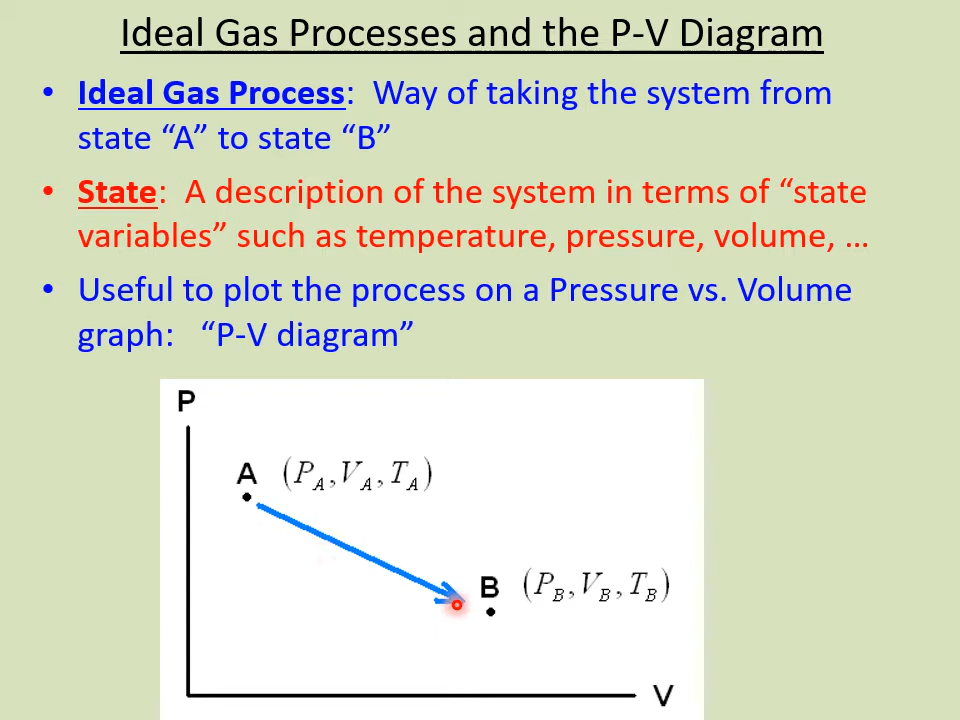 Ideal Gas Processes and the P-V Diagram
• Ideal Gas Process: Way of taking the system from
state “A” to state “B”
• State: A description of the system in terms of “state
variables” such as temperature, pressure, volume, …
• Useful to plot the process on a Pressure vs. Volume
graph: “P-V diagram”
P
A (P_A, V_A, T_A)
B (P_B, V_B, T_B)
V